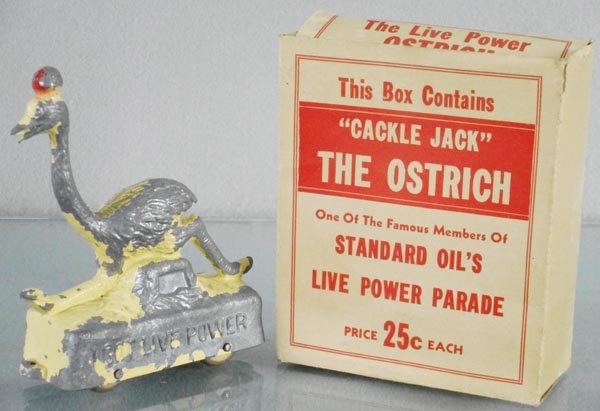 The Live Power
OSTRICH
This Box Contains
"CACKLE JACK"
THE OSTRICH
One Of The Famous Members Of
STANDARD OIL'S
LIVE POWER PARADE
PRICE 25c EACH
I GET LIVE POWER